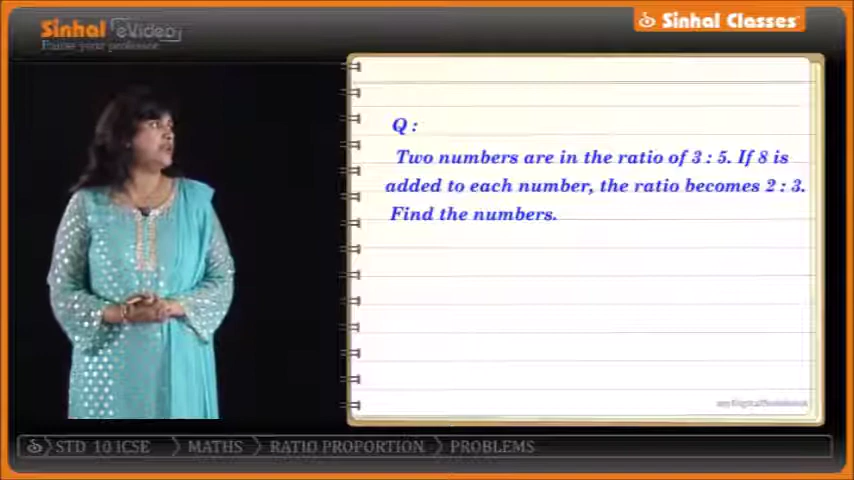 Sinhal eVideo
Sinhal Classes
Q :
Two numbers are in the ratio of 3 : 5. If 8 is
added to each number, the ratio becomes 2 : 3.
Find the numbers.
STD 10 ICSE MATHS RATIO PROPORTION PROBLEMS